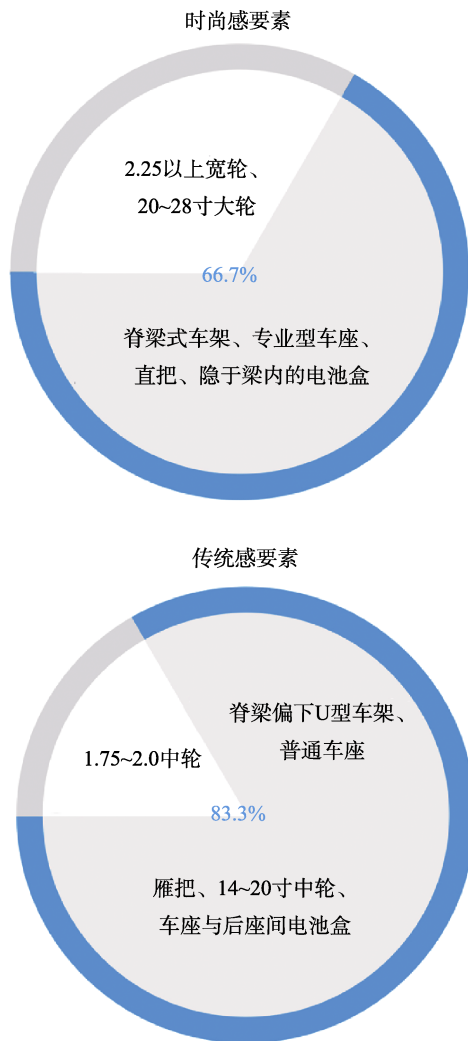 时尚感要素
2.25以上宽轮、
20~28寸大轮
66.7%
脊梁式车架、专业型车座、
直把、隐于梁内的电池盒
传统感要素
脊梁偏下U型车架、
普通车座
1.75~2.0中轮
83.3%
雁把、14~20寸中轮、
车座与后座间电池盒